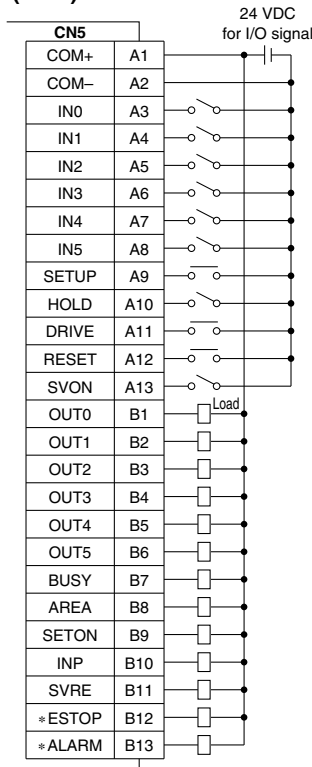 24 VDC
for I/O signal
CN5
COM+ A1
COM– A2
IN0 A3
IN1 A4
IN2 A5
IN3 A6
IN4 A7
IN5 A8
SETUP A9
HOLD A10
DRIVE A11
RESET A12
SVON A13
OUT0 B1 Load
OUT1 B2
OUT2 B3
OUT3 B4
OUT4 B5
OUT5 B6
BUSY B7
AREA B8
SETON B9
INP B10
SVRE B11
∗ESTOP B12
∗ALARM B13